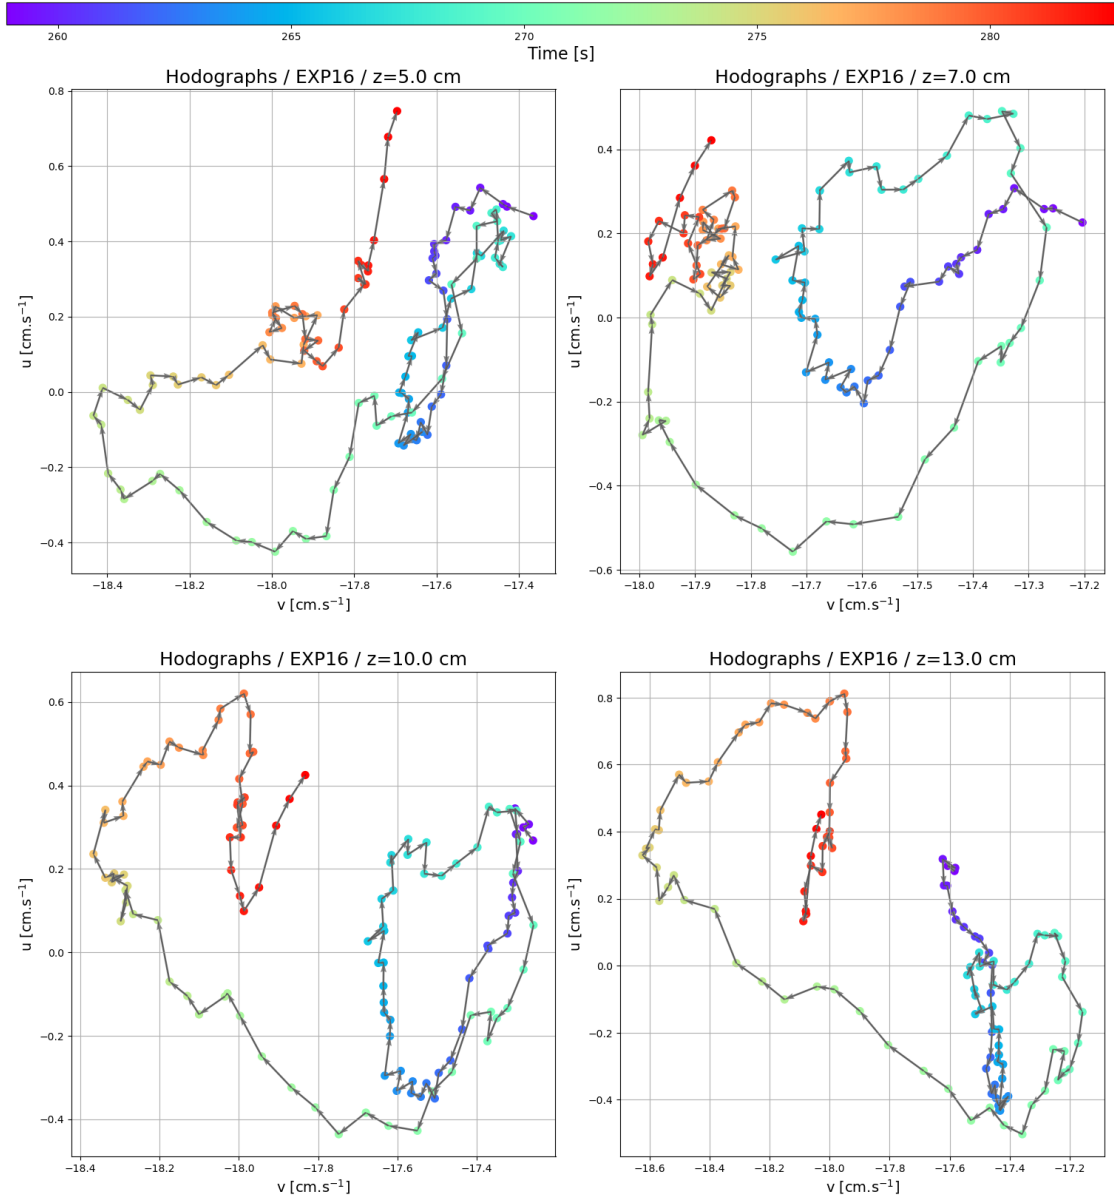 260 265 270 275 280
Time [s]
Hodographs / EXP16 / z=5.0 cm
0.8
0.6
0.4
0.2
0.0
−0.2
−0.4
u [cm.s⁻¹]
−18.4 −18.2 −18.0 −17.8 −17.6 −17.4
v [cm.s⁻¹]
Hodographs / EXP16 / z=7.0 cm
0.4
0.2
0.0
−0.2
−0.4
−0.6
u [cm.s⁻¹]
−18.0 −17.9 −17.8 −17.7 −17.6 −17.5 −17.4 −17.3 −17.2
v [cm.s⁻¹]
Hodographs / EXP16 / z=10.0 cm
0.6
0.4
0.2
0.0
−0.2
−0.4
u [cm.s⁻¹]
−18.4 −18.2 −18.0 −17.8 −17.6 −17.4
v [cm.s⁻¹]
Hodographs / EXP16 / z=13.0 cm
0.8
0.6
0.4
0.2
0.0
−0.2
−0.4
u [cm.s⁻¹]
−18.6 −18.4 −18.2 −18.0 −17.8 −17.6 −17.4 −17.2
v [cm.s⁻¹]